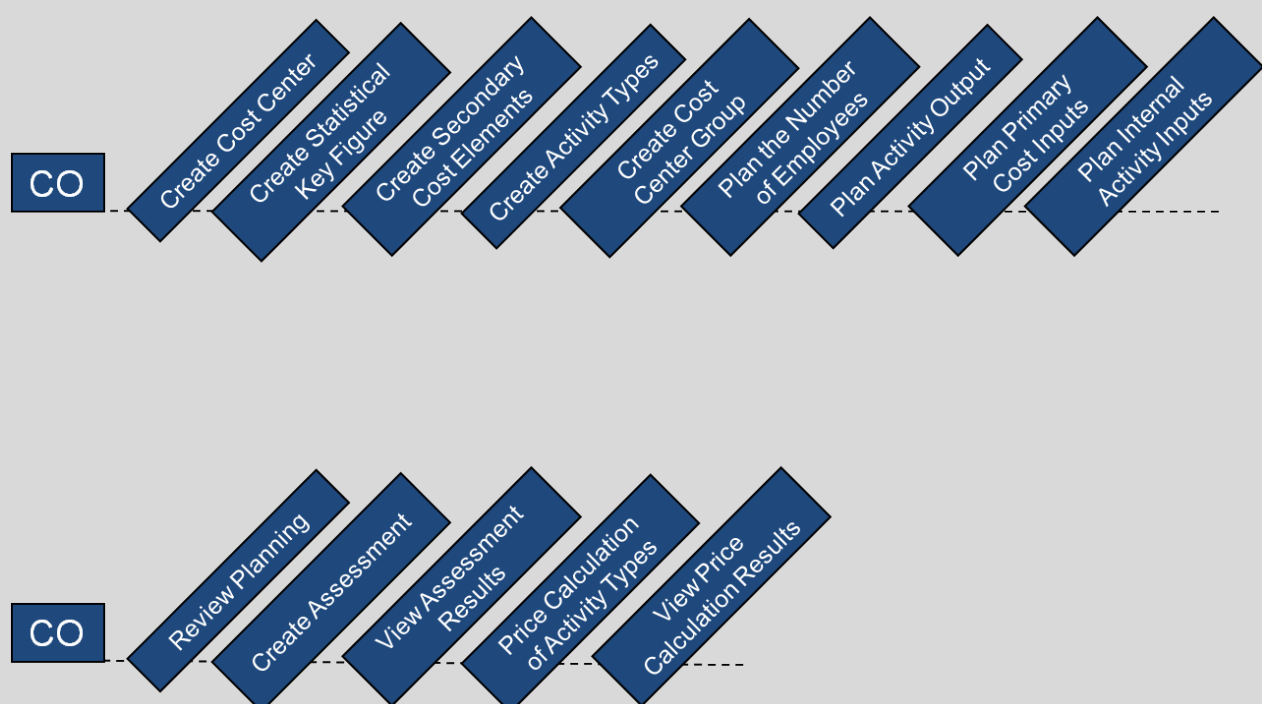 CO
Create Cost Center
Create Statistical
Key Figure
Create Secondary
Cost Elements
Create Activity Types
Create Cost
Center Group
Plan the Number
of Employees
Plan Activity Output
Plan Primary
Cost Inputs
Plan Internal
Activity Inputs
CO
Review Planning
Create Assessment
View Assessment
Results
Price Calculation
of Activity Types
View Price
Calculation Results